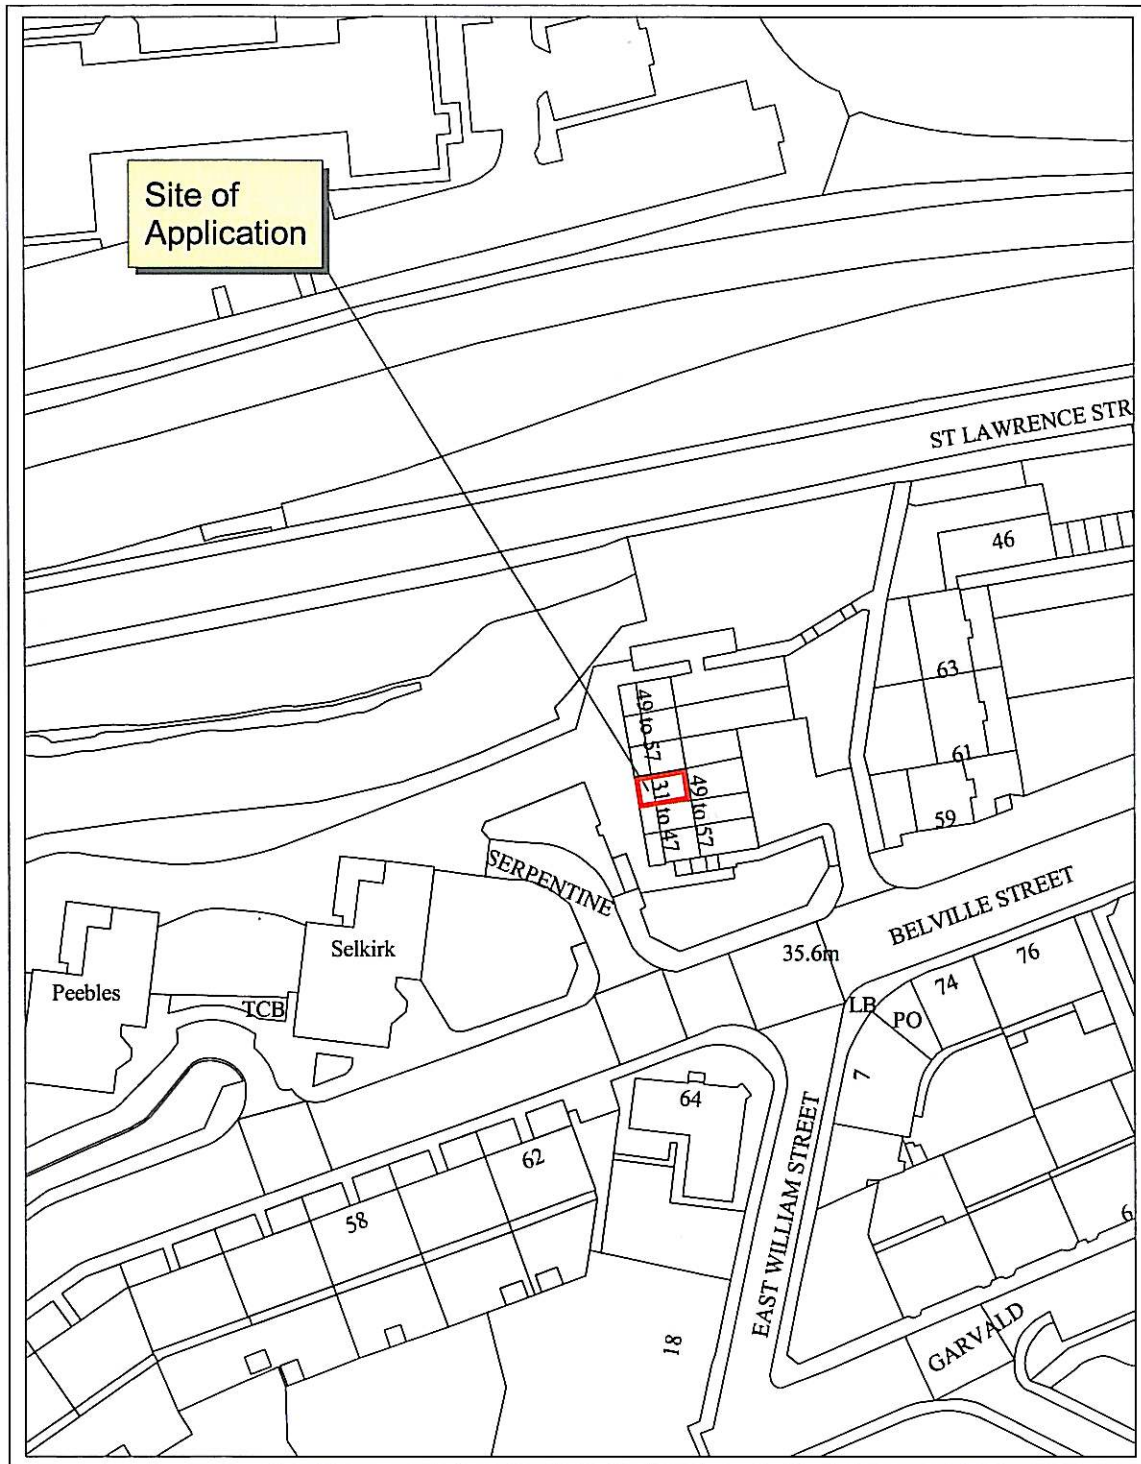 Site of
Application
ST LAWRENCE STR
46
63
49 to 57
61
31 to 47
49 to 57
59
SERPENTINE
BELVILLE STREET
35.6m
Selkirk
Peebles
TCB
LB
PO
74
76
7
64
62
58
EAST WILLIAM STREET
6
18
GARVALD